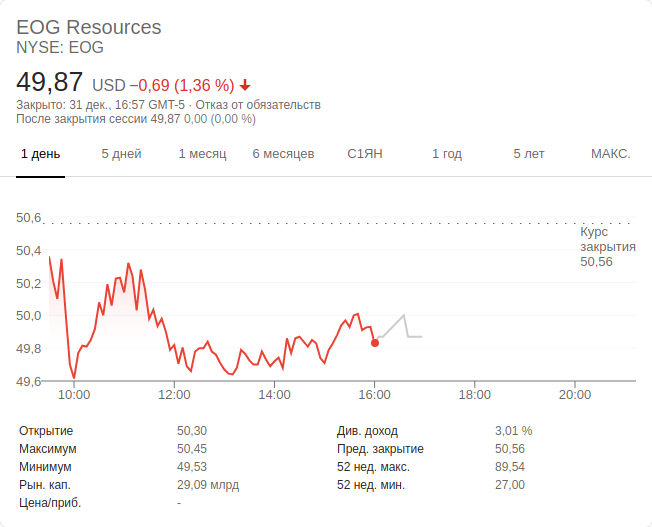 EOG Resources
NYSE: EOG
49,87 USD −0,69 (1,36 %)
Закрыто: 31 дек., 16:57 GMT-5 · Отказ от обязательств
После закрытия сессии 49,87 0,00 (0,00 %)
1 день 5 дней 1 месяц 6 месяцев С1ЯН 1 год 5 лет МАКС.
50,6
Курс
закрытия
50,56
50,4
50,2
50,0
49,8
49,6
10:00 12:00 14:00 16:00 18:00 20:00
Открытие 50,30 Див. доход 3,01 %
Максимум 50,45 Пред. закрытие 50,56
Минимум 49,53 52 нед. макс. 89,54
Рын. кап. 29,09 млрд 52 нед. мин. 27,00
Цена/приб. -